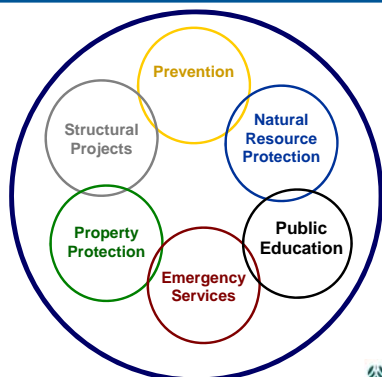 Prevention
Natural
Resource
Protection
Public
Education
Emergency
Services
Property
Protection
Structural
Projects